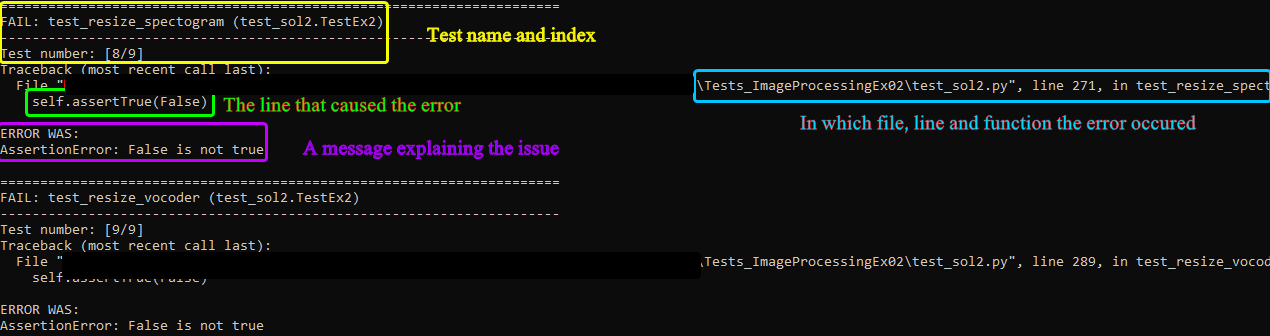 ======================================================================
FAIL: test_resize_spectogram (test_sol2.TestEx2)
Test name and index
----------------------------------------------------------------------
Test number: [8/9]
Traceback (most recent call last):
File " \Tests_ImageProcessingEx02\test_sol2.py", line 271, in test_resize_spect
self.assertTrue(False) The line that caused the error
In which file, line and function the error occured
ERROR WAS:
AssertionError: False is not true
A message explaining the issue
======================================================================
FAIL: test_resize_vocoder (test_sol2.TestEx2)
----------------------------------------------------------------------
Test number: [9/9]
Traceback (most recent call last):
File " \Tests_ImageProcessingEx02\test_sol2.py", line 289, in test_resize_vocod
self.assertTrue(False)
ERROR WAS:
AssertionError: False is not true